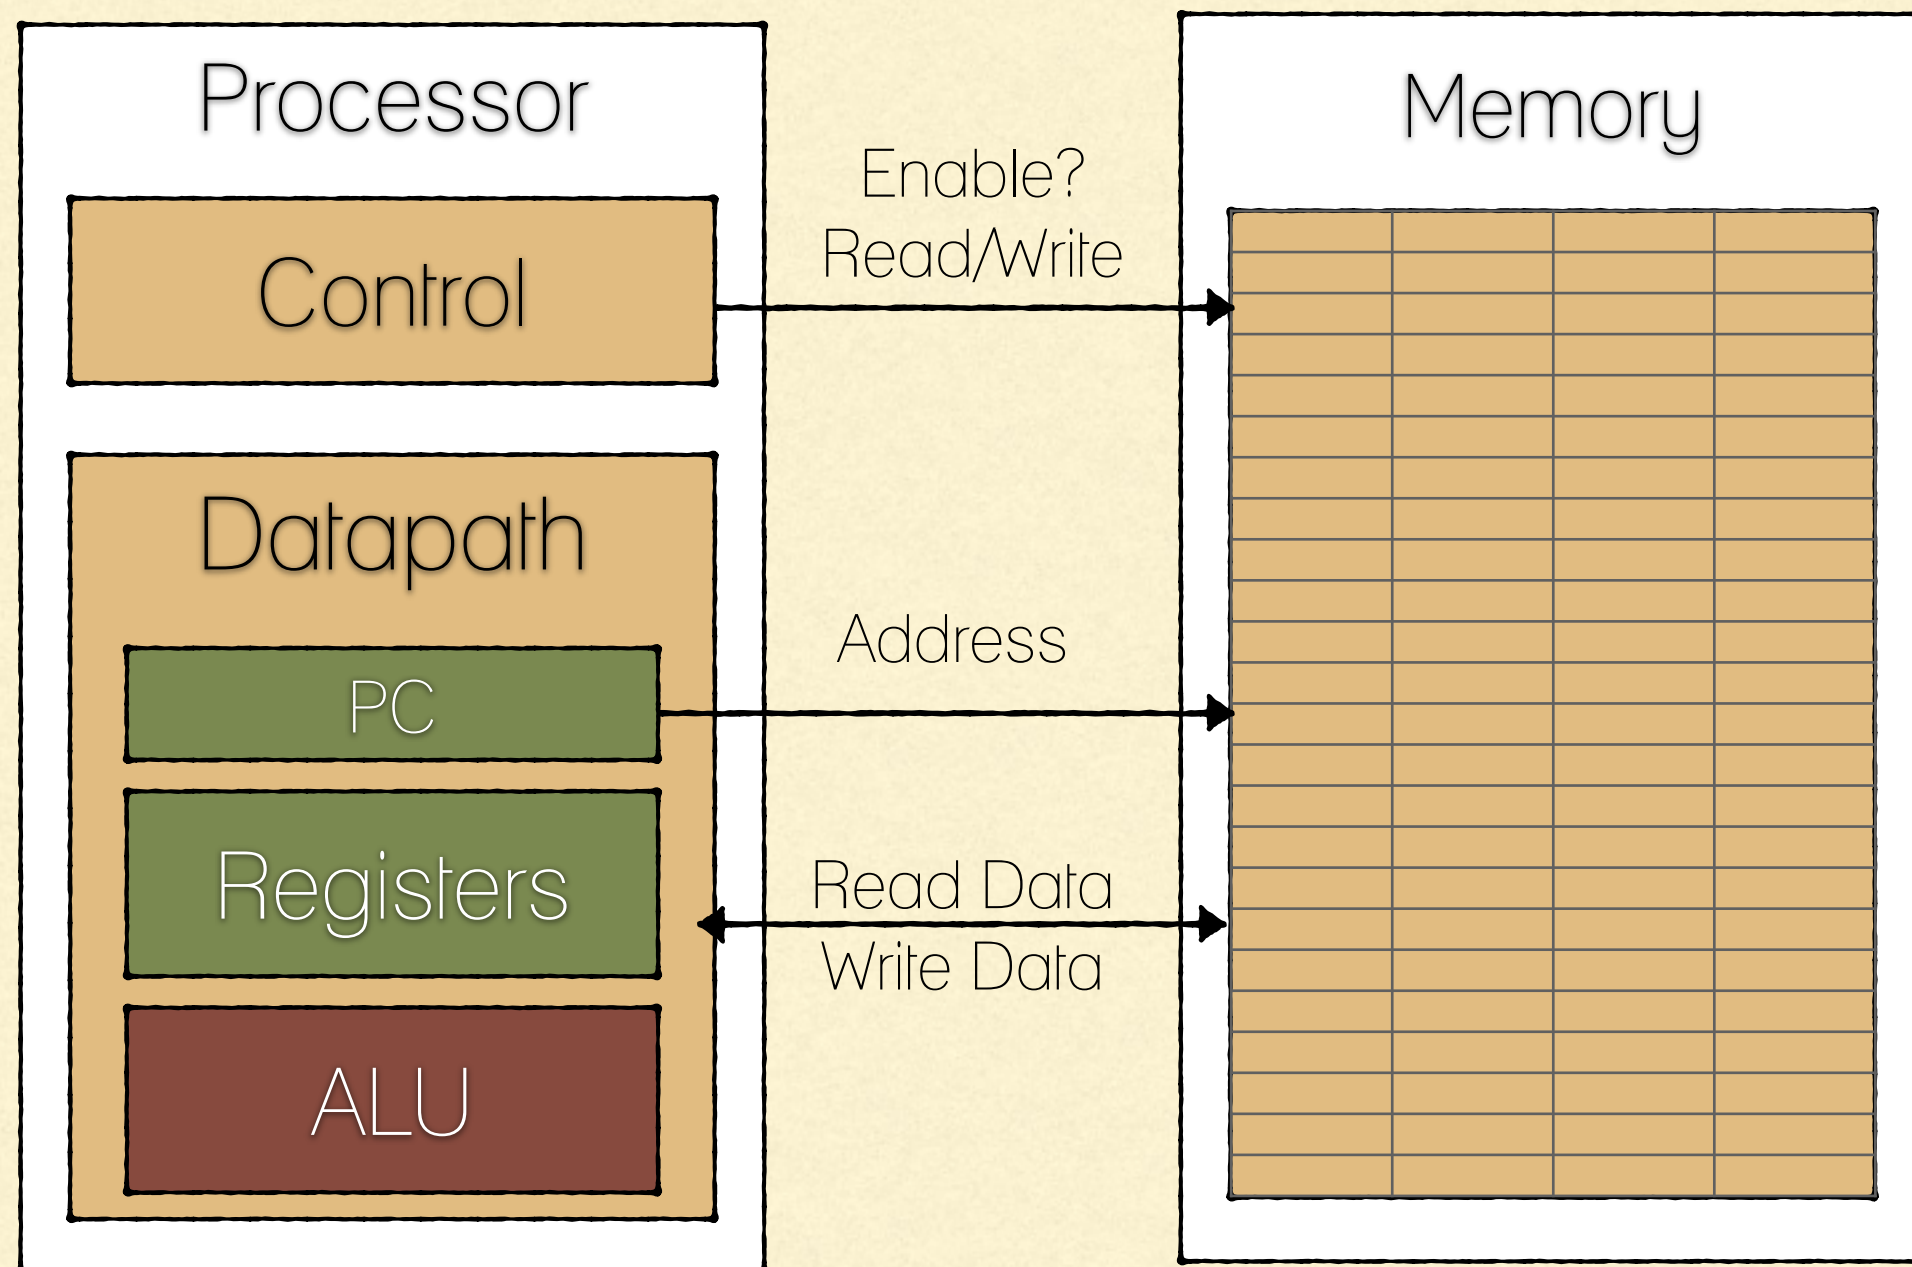 Processor
Control
Datapath
PC
Registers
ALU
Enable?
Read/Write
Address
Read Data
Write Data
Memory